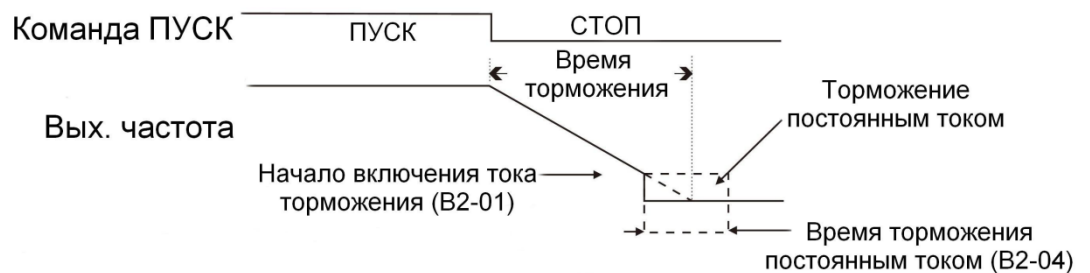 Команда ПУСК
ПУСК
СТОП
Время
торможения
Вых. частота
Торможение
постоянным током
Начало включения тока
торможения (B2-01)
Время торможения
постоянным током (B2-04)